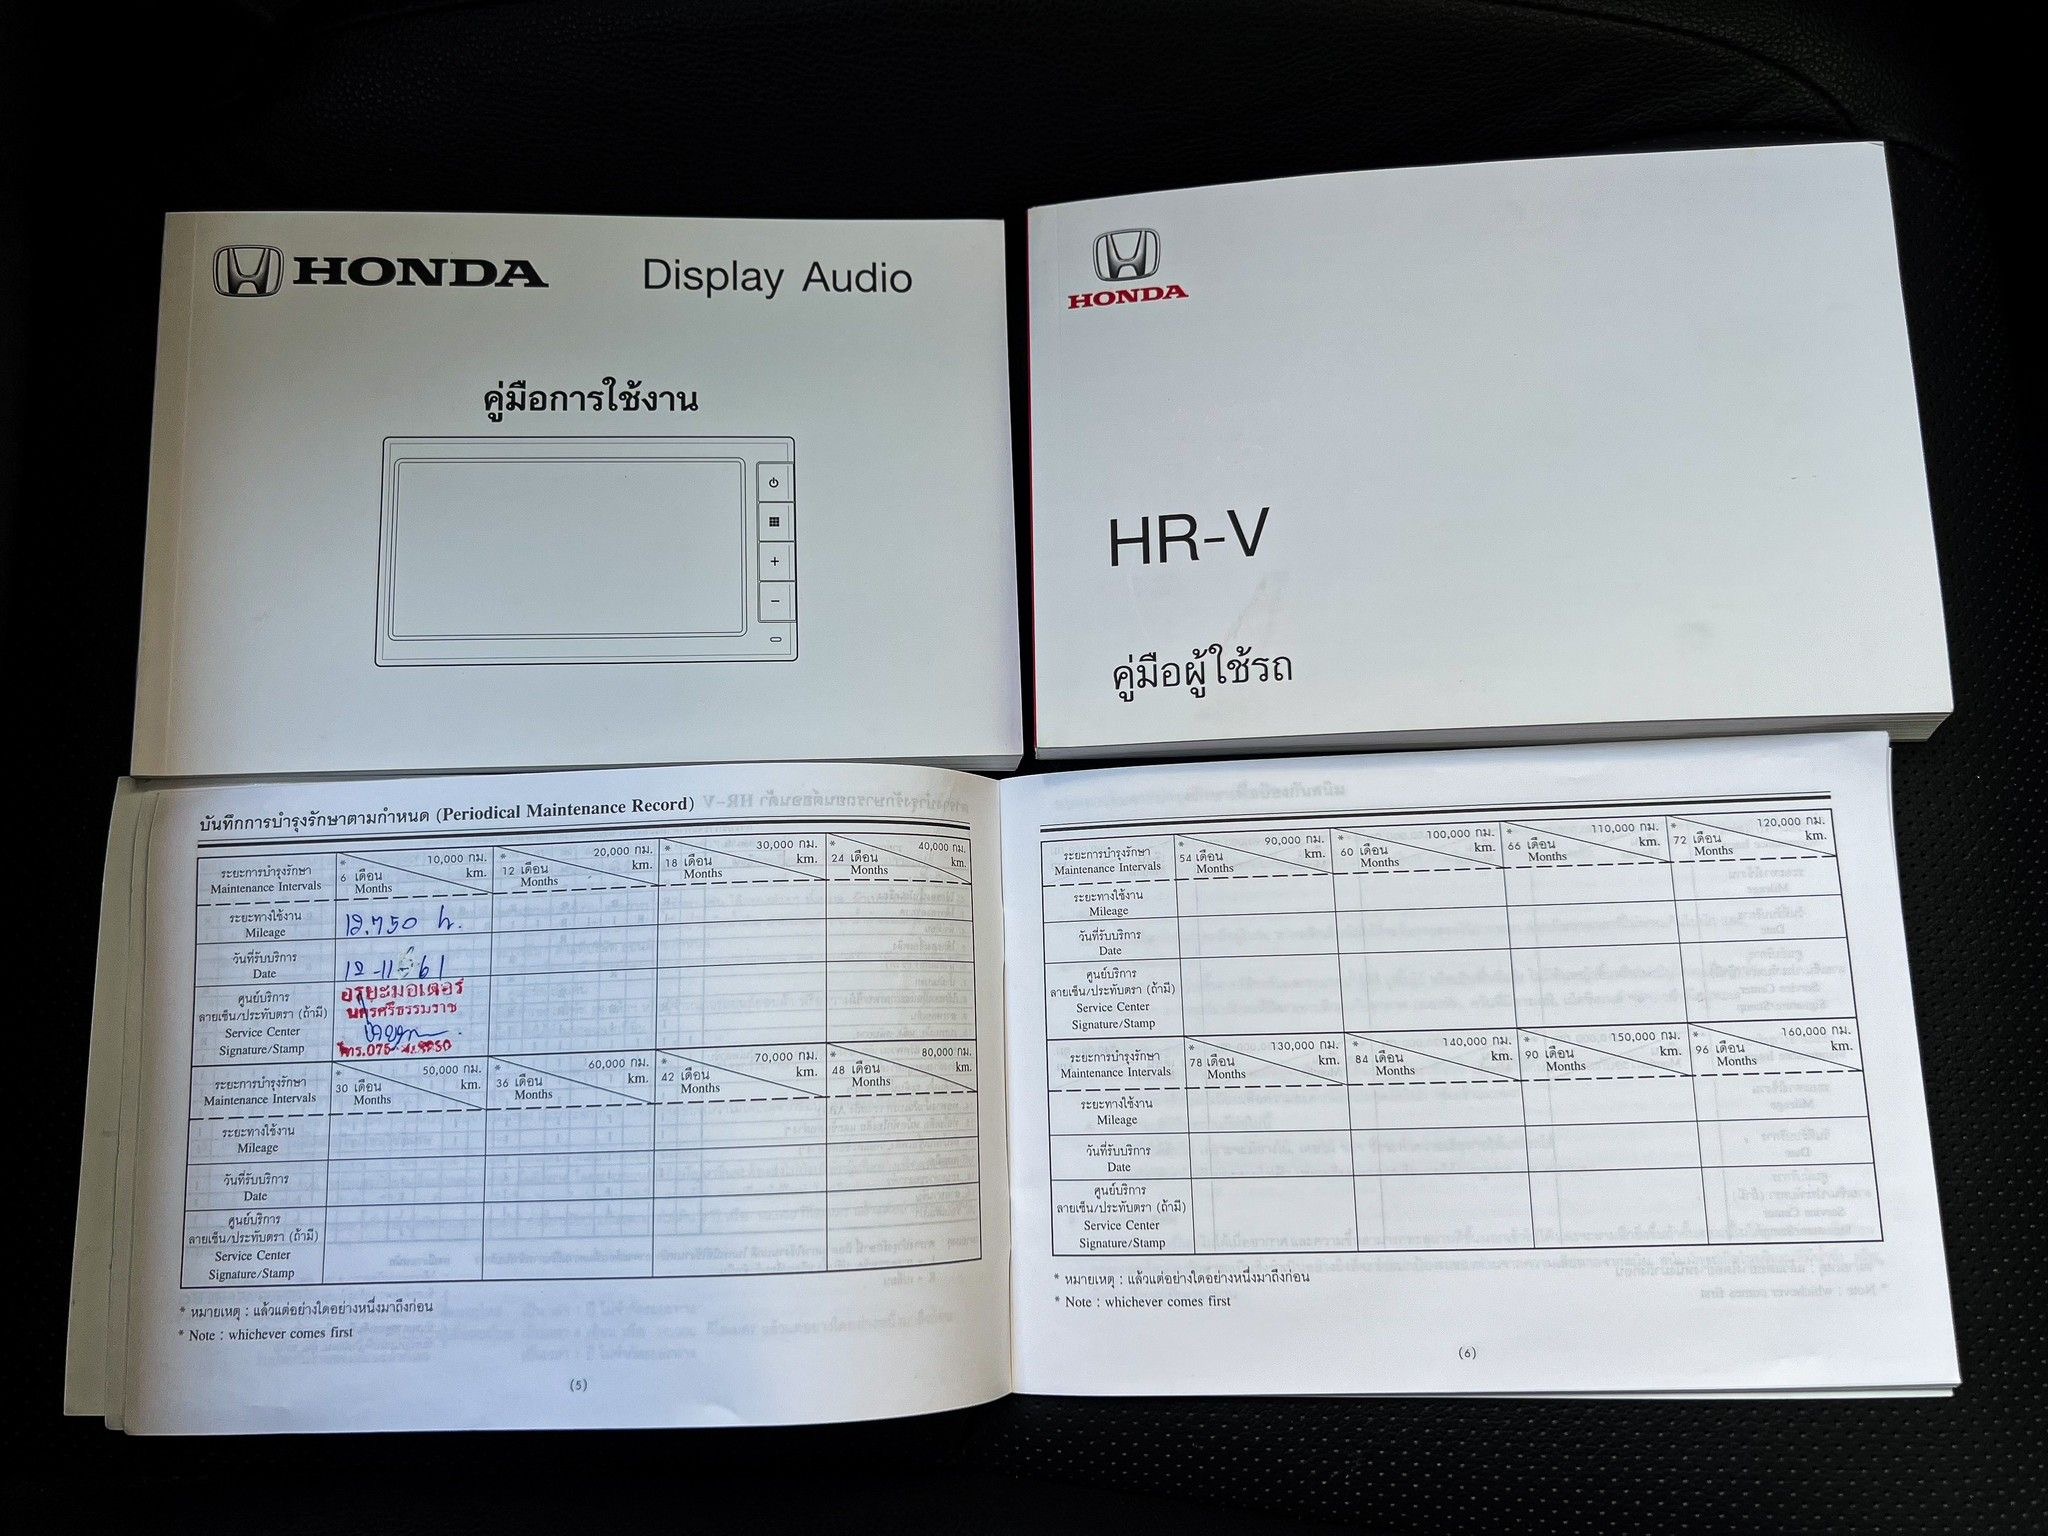 HONDA Display Audio
คู่มือการใช้งาน
HONDA
HR-V
คู่มือผู้ใช้รถ
บันทึกการบำรุงรักษาตามกำหนด (Periodical Maintenance Record)
ระยะการบำรุงรักษา
Maintenance Intervals
* 10,000 กม. km. 6 เดือน Months
* 20,000 กม. km. 12 เดือน Months
* 30,000 กม. km. 18 เดือน Months
* 40,000 กม. km. 24 เดือน Months
ระยะทางใช้งาน
Mileage
12.750
วันที่รับบริการ
Date
12-11-61
ศูนย์บริการ
ลายเซ็น/ประทับตรา (ถ้ามี)
Service Center
Signature/Stamp
อริยะมอเตอร์
นครศรีธรรมราช
โทร.075
ระยะการบำรุงรักษา
Maintenance Intervals
* 50,000 กม. km. 30 เดือน Months
* 60,000 กม. km. 36 เดือน Months
* 70,000 กม. km. 42 เดือน Months
* 80,000 กม. km. 48 เดือน Months
ระยะทางใช้งาน
Mileage
วันที่รับบริการ
Date
ศูนย์บริการ
ลายเซ็น/ประทับตรา (ถ้ามี)
Service Center
Signature/Stamp
* หมายเหตุ : แล้วแต่อย่างใดอย่างหนึ่งมาถึงก่อน
* Note : whichever comes first
(5)
ระยะการบำรุงรักษา
Maintenance Intervals
* 90,000 กม. km. 54 เดือน Months
* 100,000 กม. km. 60 เดือน Months
* 110,000 กม. km. 66 เดือน Months
* 120,000 กม. km. 72 เดือน Months
ระยะทางใช้งาน
Mileage
วันที่รับบริการ
Date
ศูนย์บริการ
ลายเซ็น/ประทับตรา (ถ้ามี)
Service Center
Signature/Stamp
ระยะการบำรุงรักษา
Maintenance Intervals
* 130,000 กม. km. 78 เดือน Months
* 140,000 กม. km. 84 เดือน Months
* 150,000 กม. km. 90 เดือน Months
* 160,000 กม. km. 96 เดือน Months
ระยะทางใช้งาน
Mileage
วันที่รับบริการ
Date
ศูนย์บริการ
ลายเซ็น/ประทับตรา (ถ้ามี)
Service Center
Signature/Stamp
* หมายเหตุ : แล้วแต่อย่างใดอย่างหนึ่งมาถึงก่อน
* Note : whichever comes first
(6)